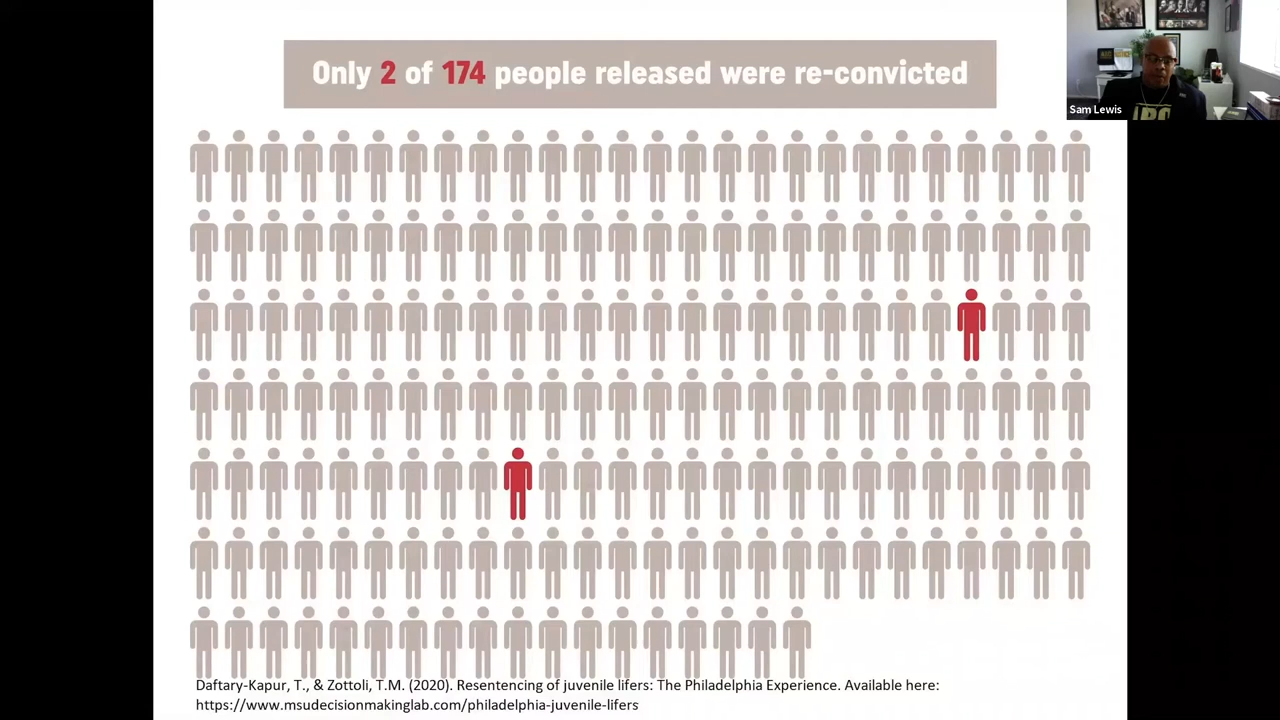 Only 2 of 174 people released were re-convicted
Sam Lewis
Daftary-Kapur, T., & Zottoli, T.M. (2020). Resentencing of juvenile lifers: The Philadelphia Experience. Available here:
https://www.msudecisionmakinglab.com/philadelphia-juvenile-lifers